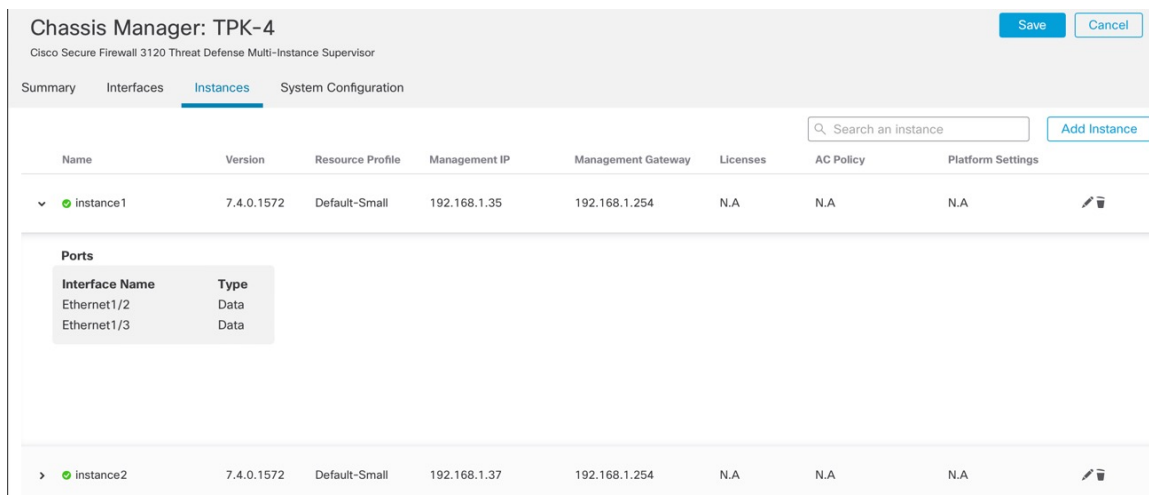 Chassis Manager: TPK-4
Save Cancel
Cisco Secure Firewall 3120 Threat Defense Multi-Instance Supervisor
Summary Interfaces Instances System Configuration
Search an instance Add Instance
Name Version Resource Profile Management IP Management Gateway Licenses AC Policy Platform Settings
instance1 7.4.0.1572 Default-Small 192.168.1.35 192.168.1.254 N.A N.A N.A
Ports
Interface Name Type
Ethernet1/2 Data
Ethernet1/3 Data
instance2 7.4.0.1572 Default-Small 192.168.1.37 192.168.1.254 N.A N.A N.A